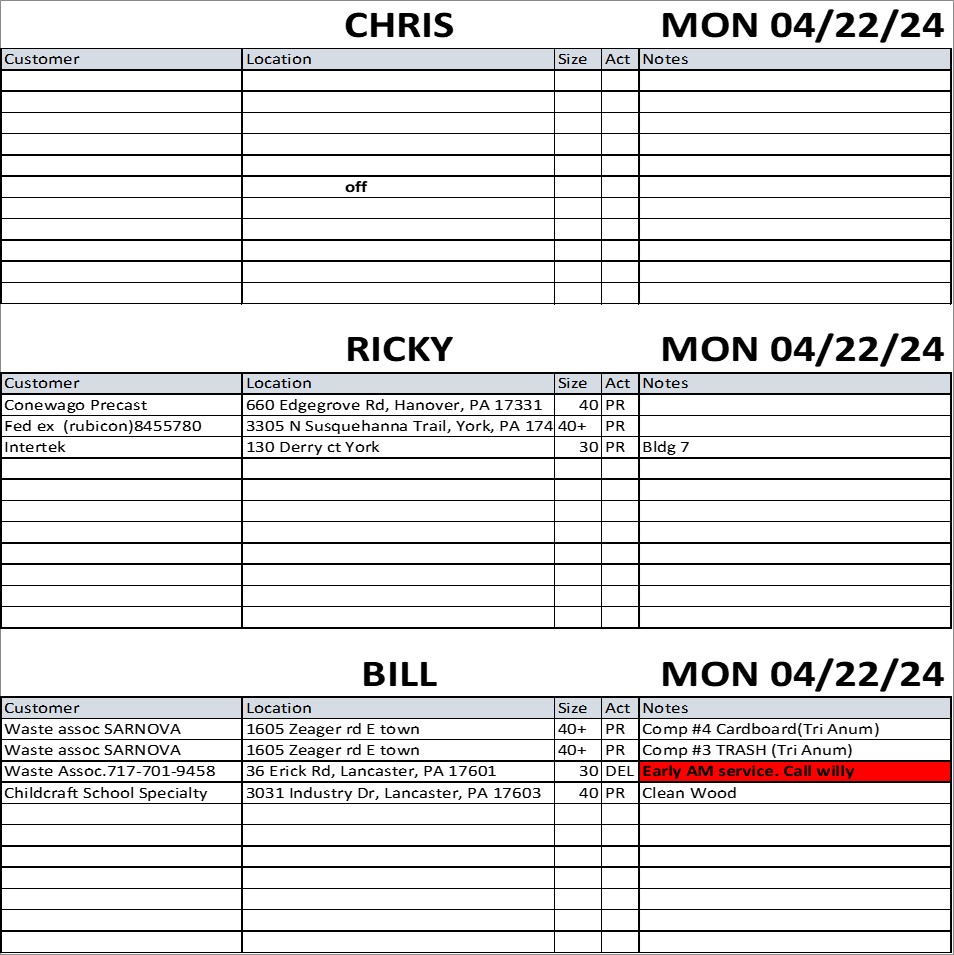 CHRIS MON 04/22/24
Customer Location Size Act Notes
off
RICKY MON 04/22/24
Customer Location Size Act Notes
Conewago Precast 660 Edgegrove Rd, Hanover, PA 17331 40 PR
Fed ex (rubicon)8455780 3305 N Susquehanna Trail, York, PA 174 40+ PR
Intertek 130 Derry ct York 30 PR Bldg 7
BILL MON 04/22/24
Customer Location Size Act Notes
Waste assoc SARNOVA 1605 Zeager rd E town 40+ PR Comp #4 Cardboard(Tri Anum)
Waste assoc SARNOVA 1605 Zeager rd E town 40+ PR Comp #3 TRASH (Tri Anum)
Waste Assoc.717-701-9458 36 Erick Rd, Lancaster, PA 17601 30 DEL Early AM service. Call willy
Childcraft School Specialty 3031 Industry Dr, Lancaster, PA 17603 40 PR Clean Wood